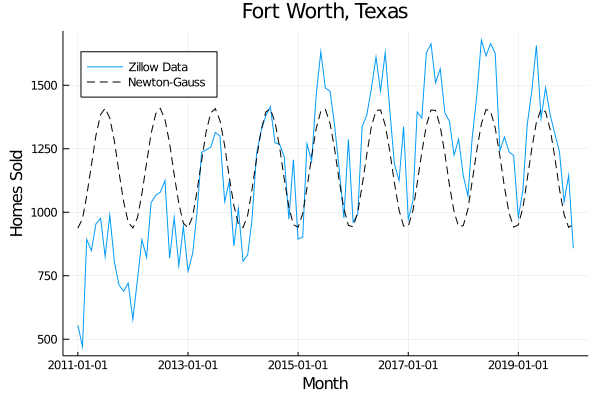 Fort Worth, Texas
Zillow Data
Newton-Gauss
Homes Sold
1500
1250
1000
750
500
2011-01-01 2013-01-01 2015-01-01 2017-01-01 2019-01-01
Month